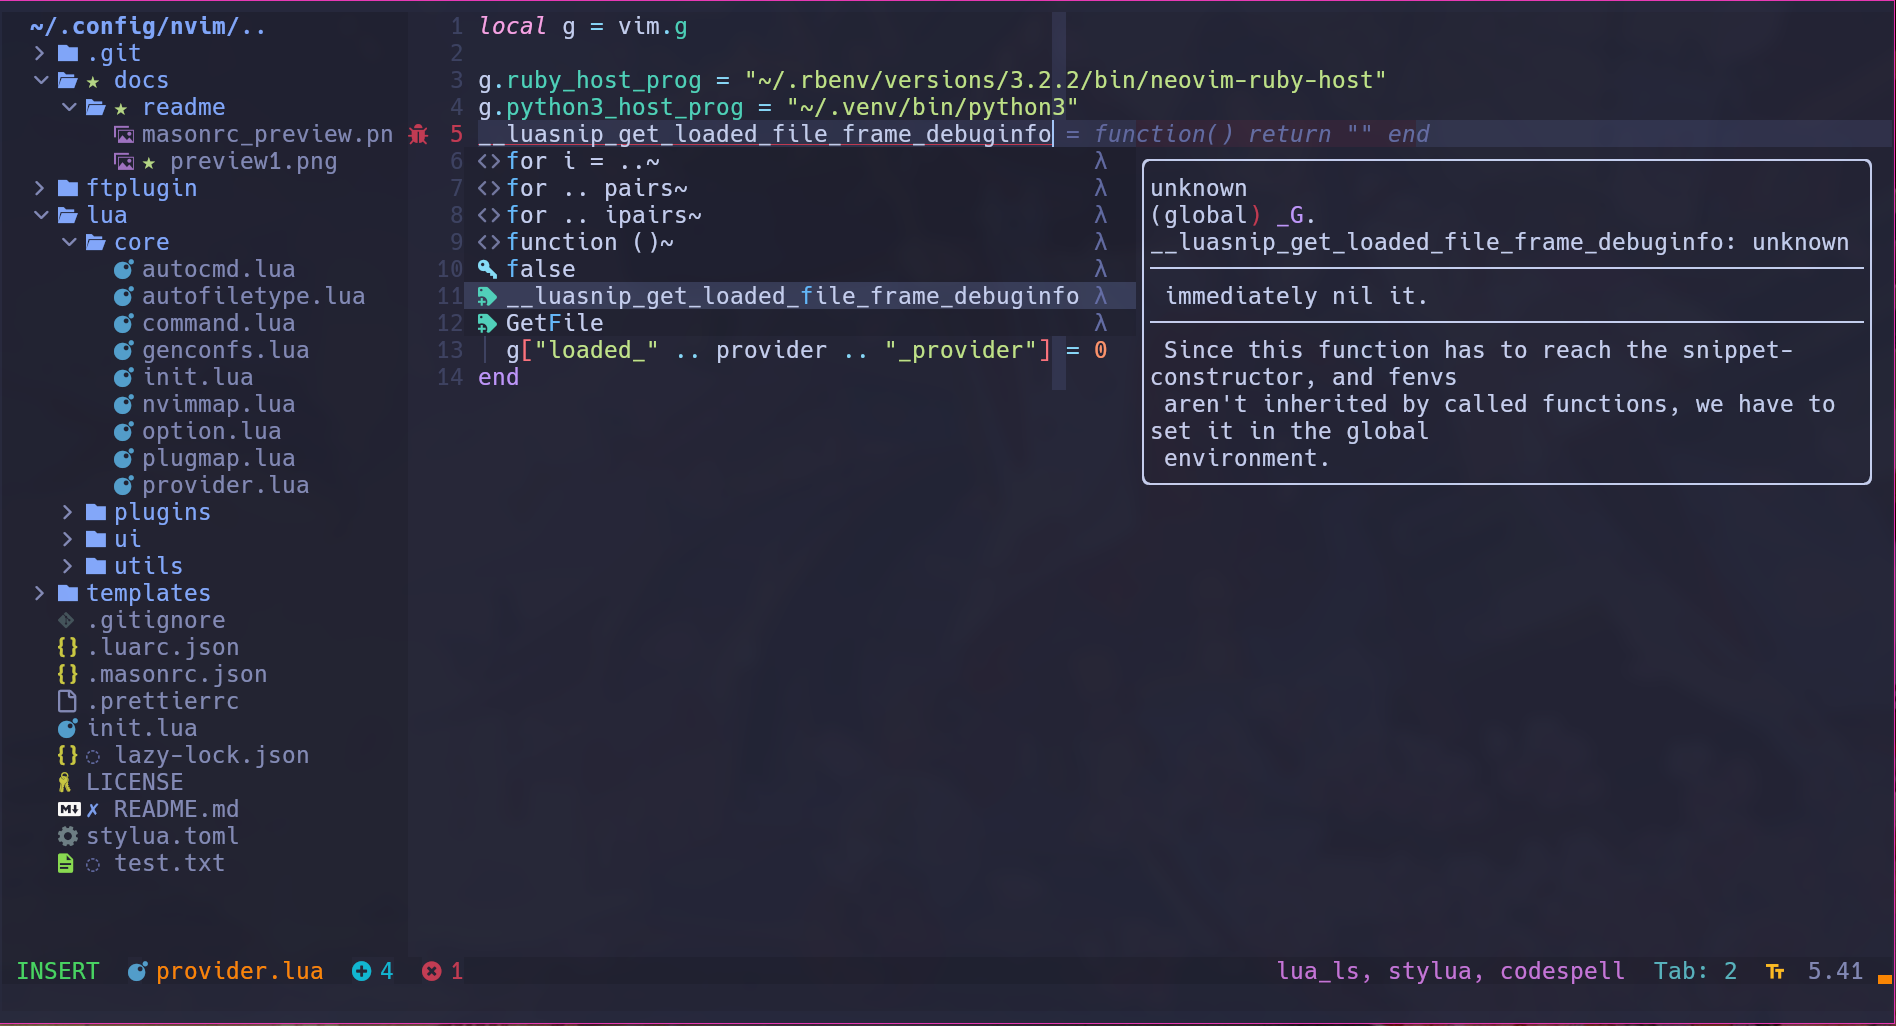 ~/.config/nvim/..
.git
docs
readme
masonrc_preview.pn
preview1.png
ftplugin
lua
core
autocmd.lua
autofiletype.lua
command.lua
genconfs.lua
init.lua
nvimmap.lua
option.lua
plugmap.lua
provider.lua
plugins
ui
utils
templates
.gitignore
.luarc.json
.masonrc.json
.prettierrc
init.lua
lazy-lock.json
LICENSE
README.md
stylua.toml
test.txt
1 local g = vim.g
2
3 g.ruby_host_prog = "~/.rbenv/versions/3.2.2/bin/neovim-ruby-host"
4 g.python3_host_prog = "~/.venv/bin/python3"
5 __luasnip_get_loaded_file_frame_debuginfo = function() return "" end
6 <> for i = ..~ λ
7 <> for .. pairs~ λ
8 <> for .. ipairs~ λ
9 <> function ()~ λ
10 false λ
11 __luasnip_get_loaded_file_frame_debuginfo λ
12 GetFile λ
13 g["loaded_" .. provider .. "_provider"] = 0
14 end
unknown
(global) _G.
__luasnip_get_loaded_file_frame_debuginfo: unknown
immediately nil it.
Since this function has to reach the snippet-
constructor, and fenvs
aren't inherited by called functions, we have to
set it in the global
environment.
INSERT provider.lua 4 1 lua_ls, stylua, codespell Tab: 2 5.41